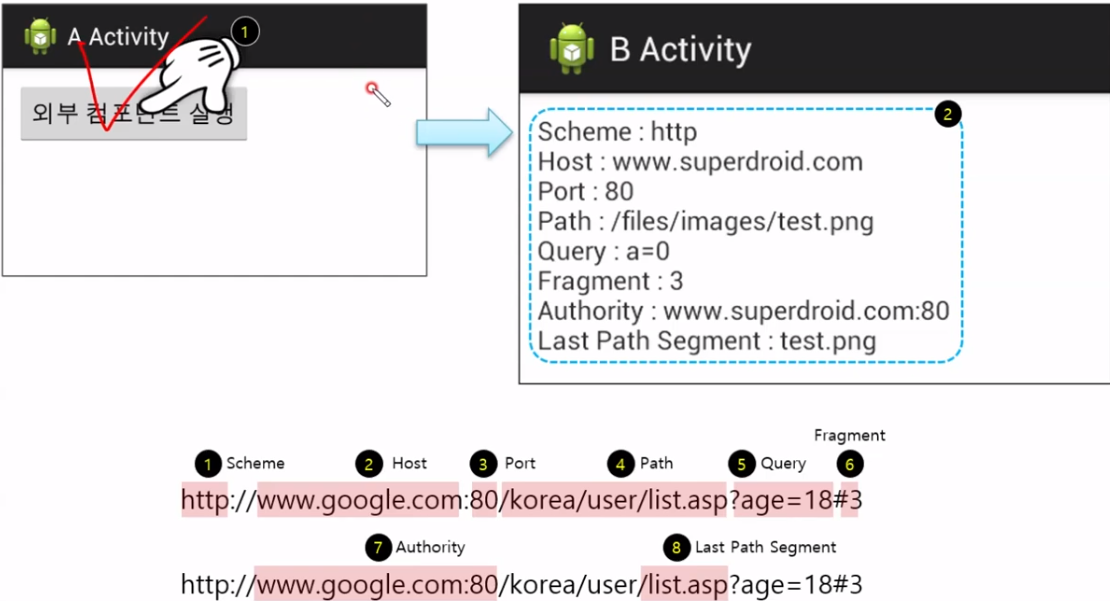 A Activity
1
외부 컴포넌트 실행
B Activity
2
Scheme : http
Host : www.superdroid.com
Port : 80
Path : /files/images/test.png
Query : a=0
Fragment : 3
Authority : www.superdroid.com:80
Last Path Segment : test.png
Fragment
1 Scheme 2 Host 3 Port 4 Path 5 Query 6
http://www.google.com:80/korea/user/list.asp?age=18#3
7 Authority 8 Last Path Segment
http://www.google.com:80/korea/user/list.asp?age=18#3